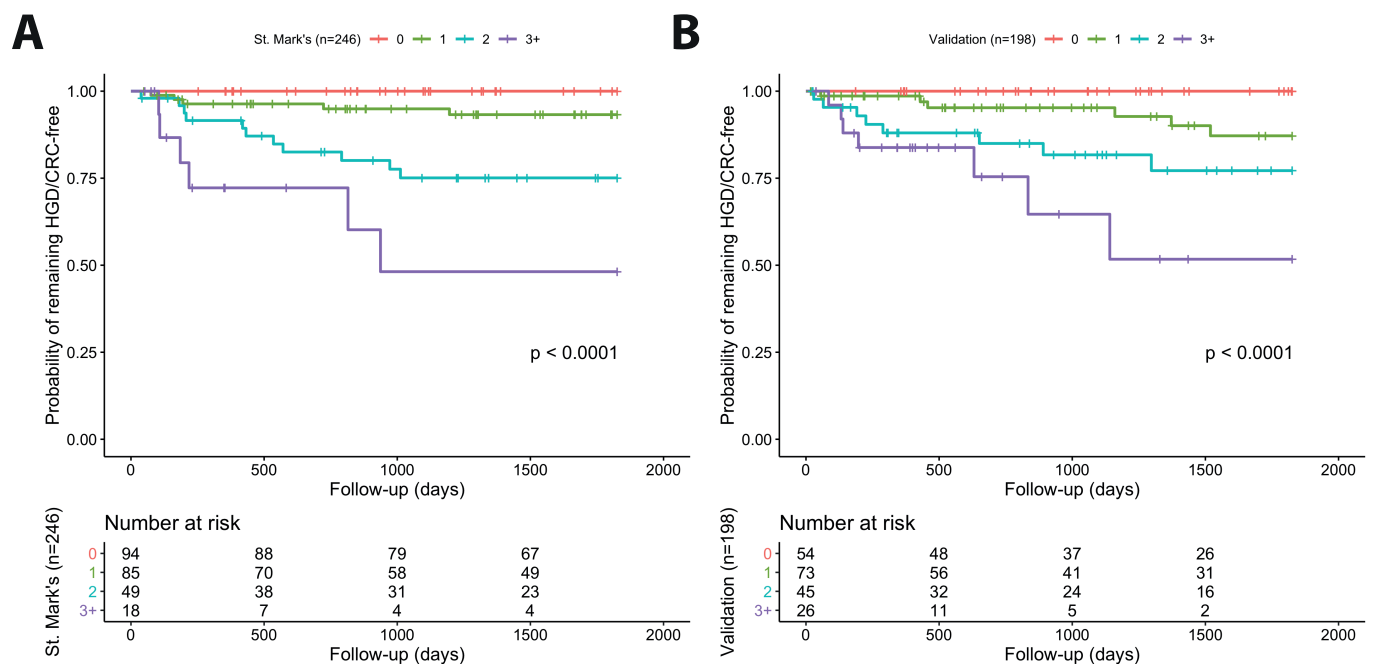 A
St. Mark's (n=246) 0 1 2 3+
Probability of remaining HGD/CRC-free
1.00
0.75
0.50
0.25
0.00
p < 0.0001
0 500 1000 1500 2000
Follow-up (days)
Number at risk
St. Mark's (n=246)
0 94 88 79 67
1 85 70 58 49
2 49 38 31 23
3+ 18 7 4 4
0 500 1000 1500 2000
Follow-up (days)
B
Validation (n=198) 0 1 2 3+
Probability of remaining HGD/CRC-free
1.00
0.75
0.50
0.25
0.00
p < 0.0001
0 500 1000 1500 2000
Follow-up (days)
Number at risk
Validation (n=198)
0 54 48 37 26
1 73 56 41 31
2 45 32 24 16
3+ 26 11 5 2
0 500 1000 1500 2000
Follow-up (days)